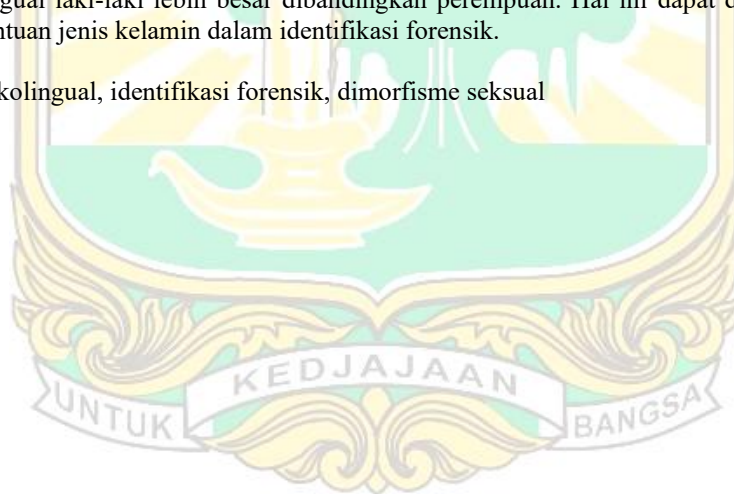 lingual laki-laki lebih besar dibandingkan perempuan. Hal ini dapat d
ntuan jenis kelamin dalam identifikasi forensik.
kolingual, identifikasi forensik, dimorfisme seksual
UNTUK KEDJAJAAN BANGSA